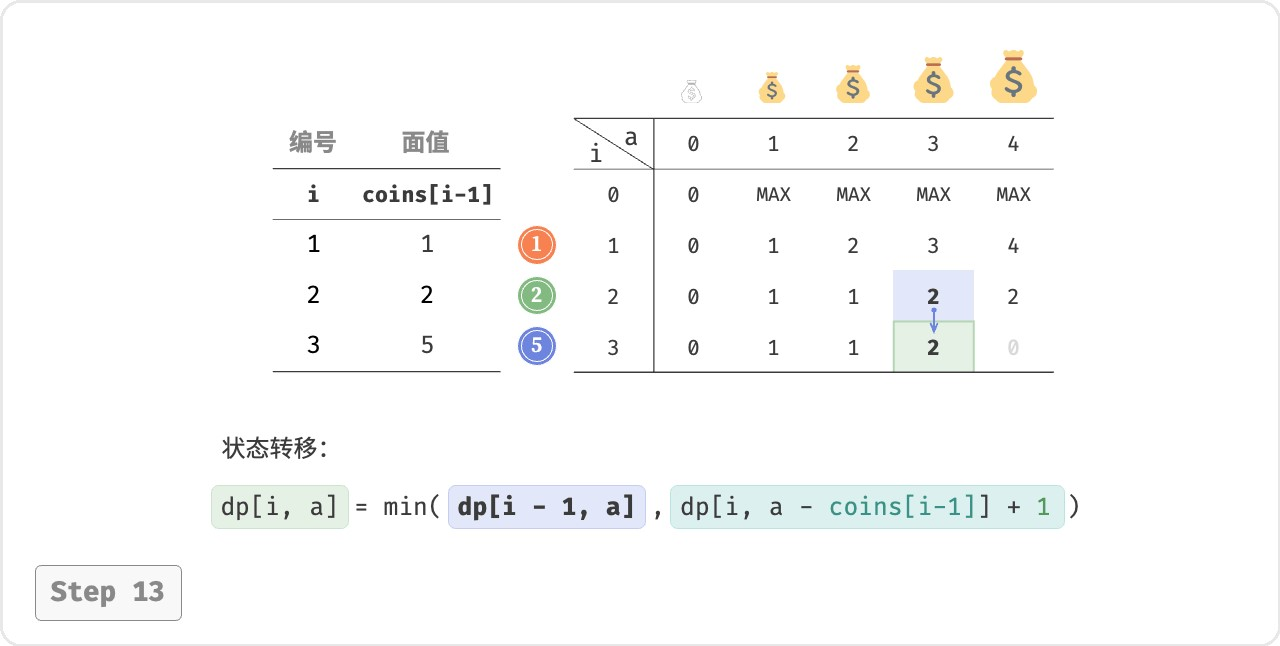 编号 面值
i coins[i-1]
1 1 1
2 2 2
3 5 5
$ $ $ $ $
i a 0 1 2 3 4
0 0 MAX MAX MAX MAX
1 0 1 2 3 4
2 0 1 1 2 2
3 0 1 1 2 0
状态转移：
dp[i, a] = min( dp[i - 1, a] , dp[i, a - coins[i-1]] + 1 )
Step 13